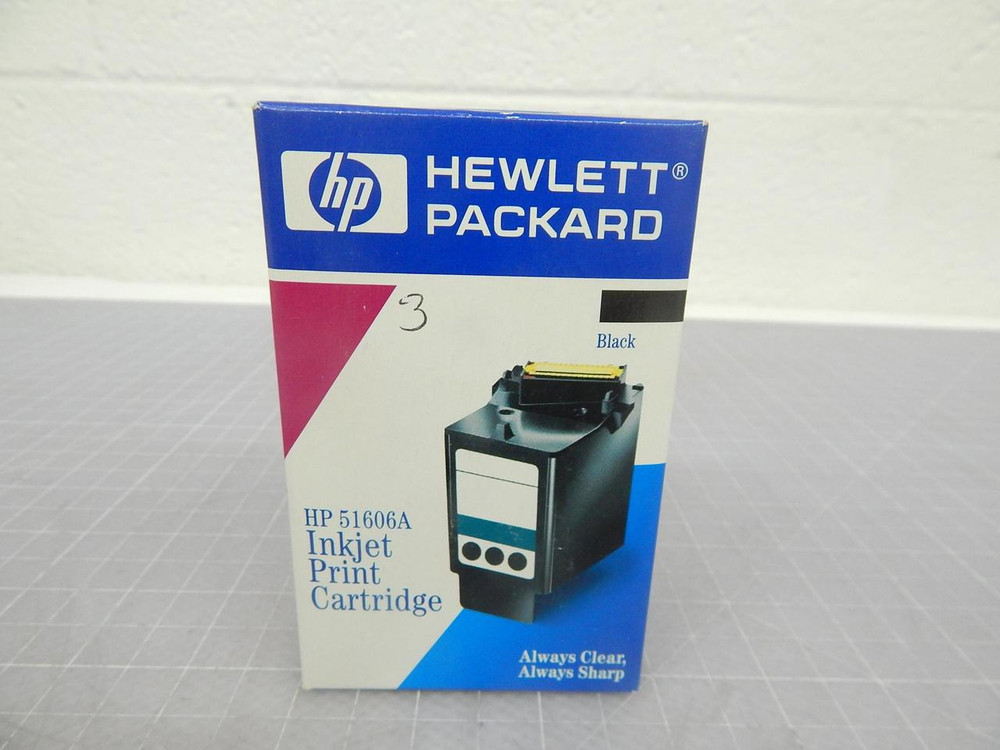 hp
HEWLETT®
PACKARD
3
Black
HP 51606A
Inkjet
Print
Cartridge
Always Clear,
Always Sharp